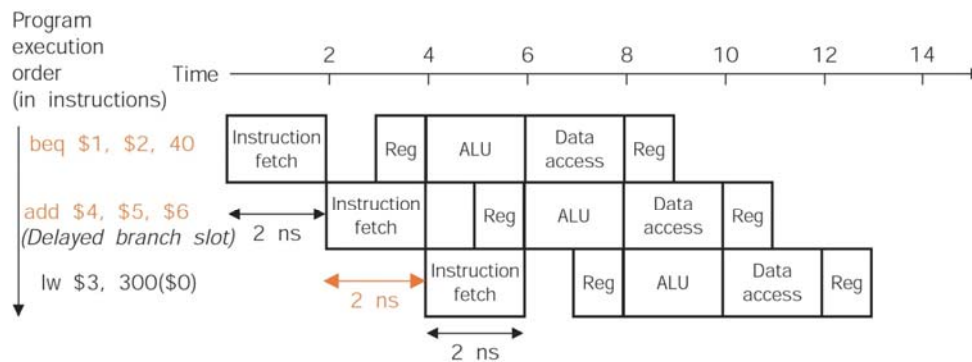 Program
execution
order
(in instructions)
Time
2 4 6 8 10 12 14
beq $1, $2, 40
Instruction
fetch
Reg
ALU
Data
access
Reg
add $4, $5, $6
(Delayed branch slot)
2 ns
Instruction
fetch
Reg
ALU
Data
access
Reg
lw $3, 300($0)
2 ns
Instruction
fetch
Reg
ALU
Data
access
Reg
2 ns